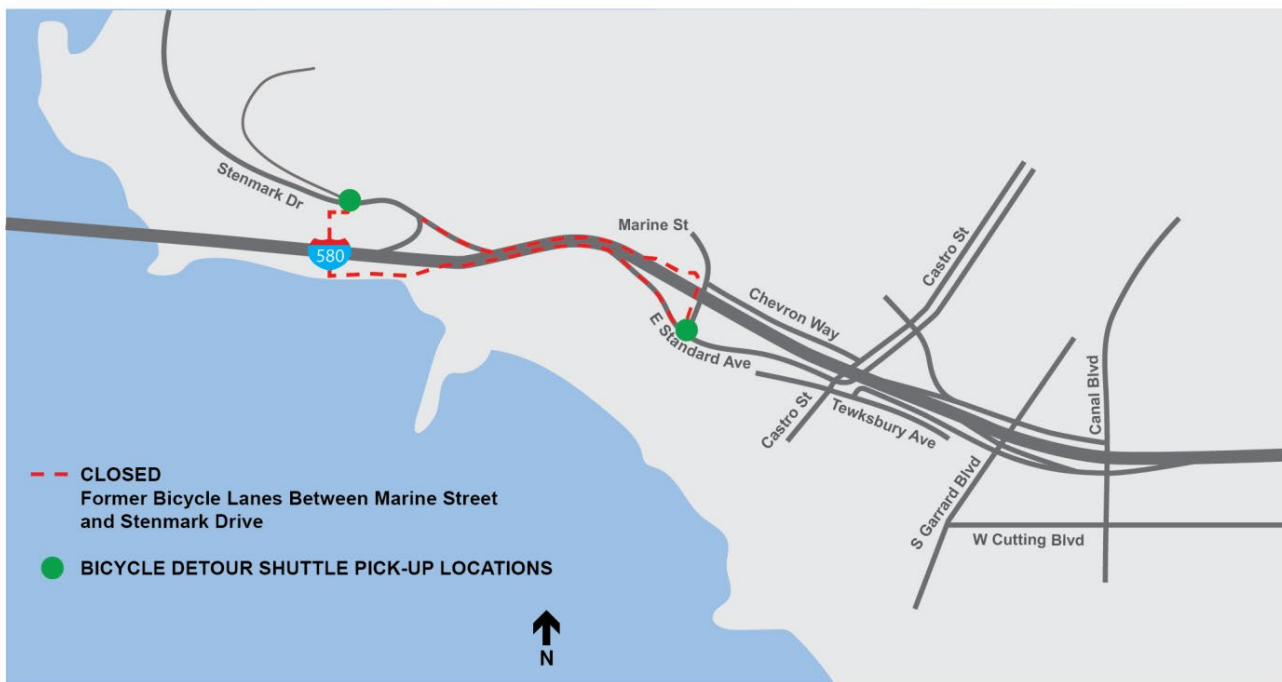 Stenmark Dr
580
Marine St
Castro St
Chevron Way
E Standard Ave
Castro St
Tewksbury Ave
Canal Blvd
S Garrard Blvd
W Cutting Blvd
CLOSED
Former Bicycle Lanes Between Marine Street
and Stenmark Drive
BICYCLE DETOUR SHUTTLE PICK-UP LOCATIONS
N